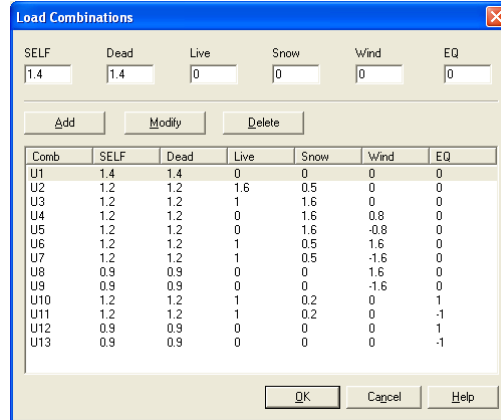 Load Combinations
SELF Dead Live Snow Wind EQ
1.4 1.4 0 0 0 0
Add Modify Delete
Comb SELF Dead Live Snow Wind EQ
U1 1.4 1.4 0 0 0 0
U2 1.2 1.2 1.6 0.5 0 0
U3 1.2 1.2 1 1.6 0 0
U4 1.2 1.2 0 1.6 0.8 0
U5 1.2 1.2 0 1.6 -0.8 0
U6 1.2 1.2 1 0.5 1.6 0
U7 1.2 1.2 1 0.5 -1.6 0
U8 0.9 0.9 0 0 1.6 0
U9 0.9 0.9 0 0 -1.6 0
U10 1.2 1.2 1 0.2 0 1
U11 1.2 1.2 1 0.2 0 -1
U12 0.9 0.9 0 0 0 1
U13 0.9 0.9 0 0 0 -1
OK Cancel Help